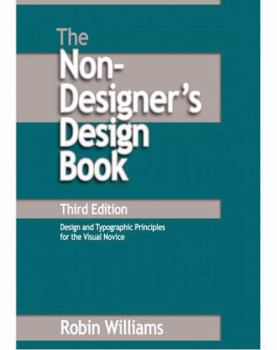 The
Non-
Designer's
Design
Book
Third Edition
Design and Typographic Principles
for the Visual Novice
Robin Williams